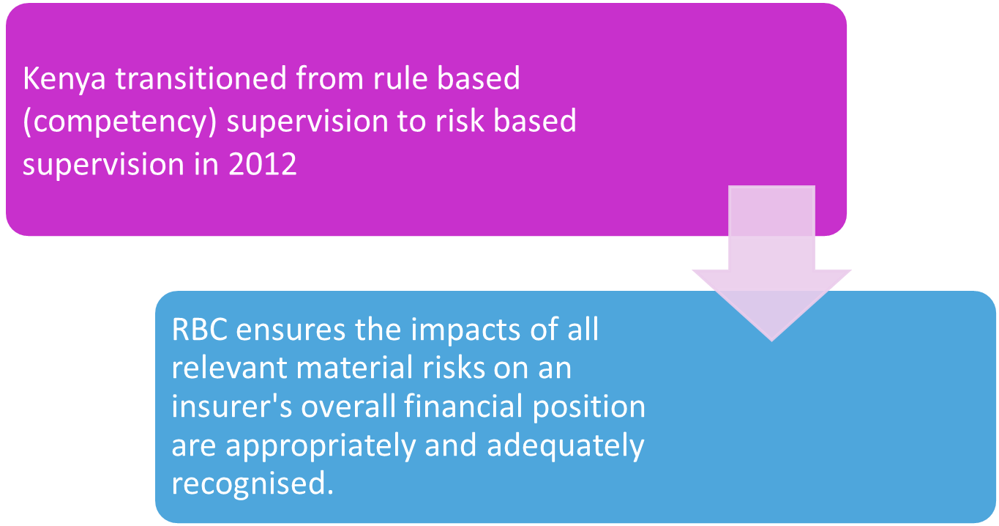 Kenya transitioned from rule based
(competency) supervision to risk based
supervision in 2012
RBC ensures the impacts of all
relevant material risks on an
insurer's overall financial position
are appropriately and adequately
recognised.